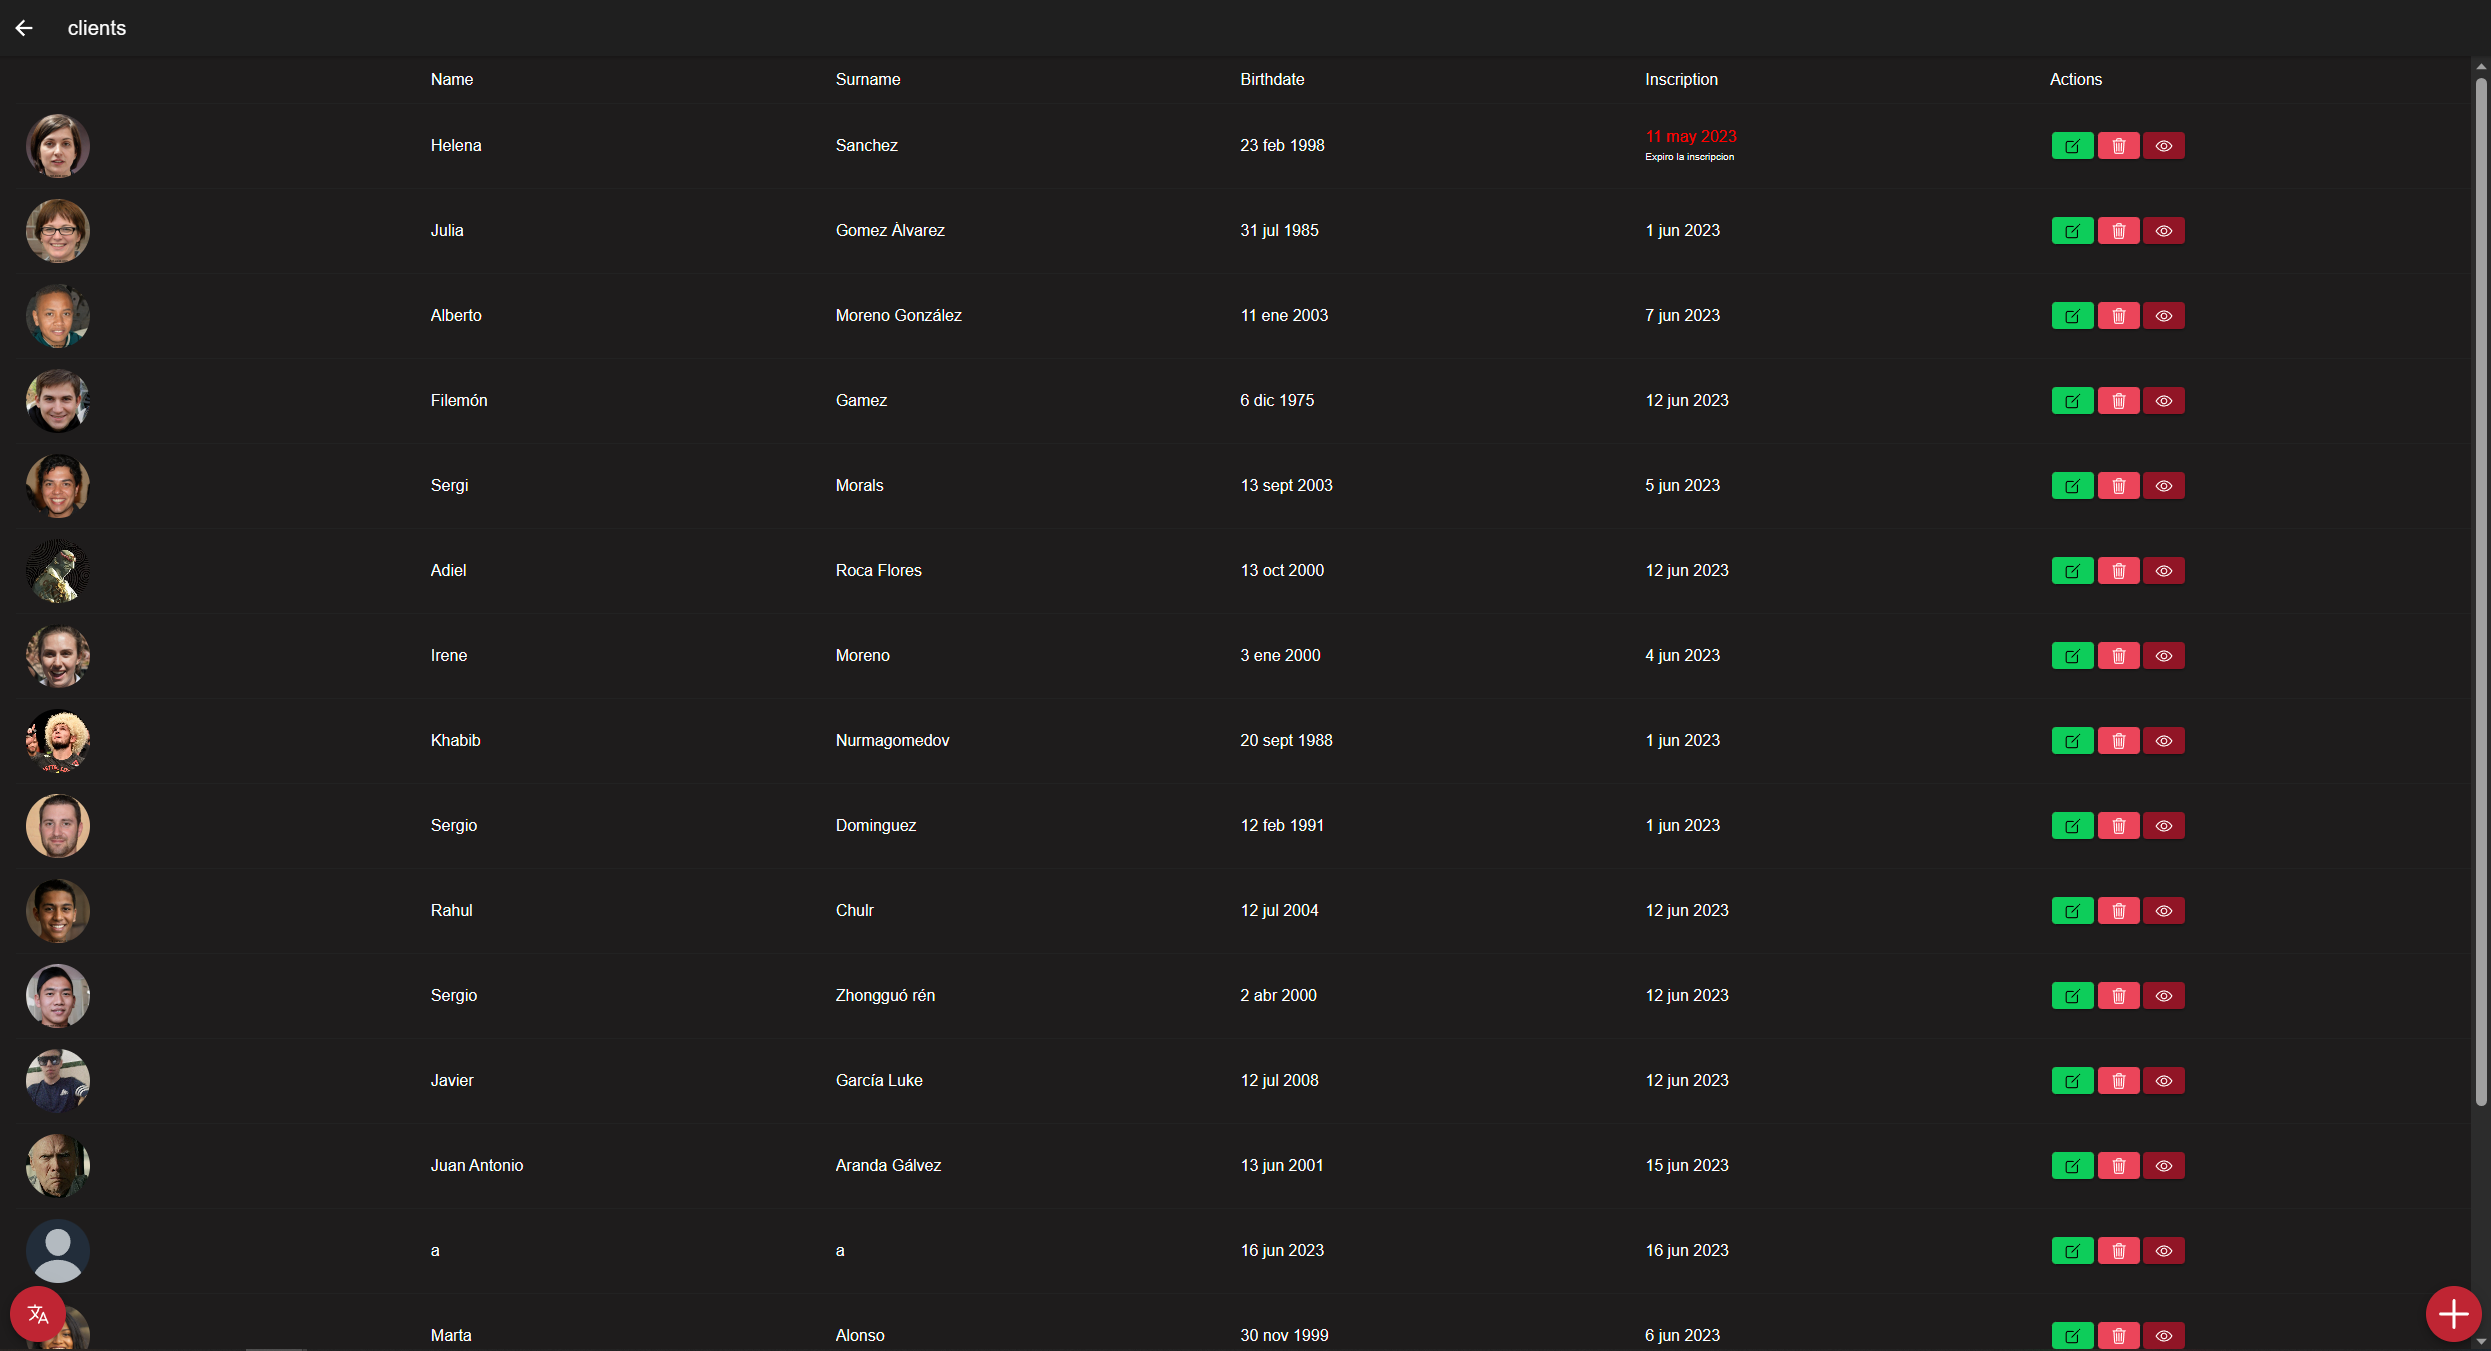 clients
Name Surname Birthdate Inscription Actions
Helena Sanchez 23 feb 1998 11 may 2023
Expiro la inscripcion
Julia Gomez Álvarez 31 jul 1985 1 jun 2023
Alberto Moreno González 11 ene 2003 7 jun 2023
Filemón Gamez 6 dic 1975 12 jun 2023
Sergi Morals 13 sept 2003 5 jun 2023
Adiel Roca Flores 13 oct 2000 12 jun 2023
Irene Moreno 3 ene 2000 4 jun 2023
Khabib Nurmagomedov 20 sept 1988 1 jun 2023
Sergio Dominguez 12 feb 1991 1 jun 2023
Rahul Chulr 12 jul 2004 12 jun 2023
Sergio Zhongguó rén 2 abr 2000 12 jun 2023
Javier García Luke 12 jul 2008 12 jun 2023
Juan Antonio Aranda Gálvez 13 jun 2001 15 jun 2023
a a 16 jun 2023 16 jun 2023
Marta Alonso 30 nov 1999 6 jun 2023